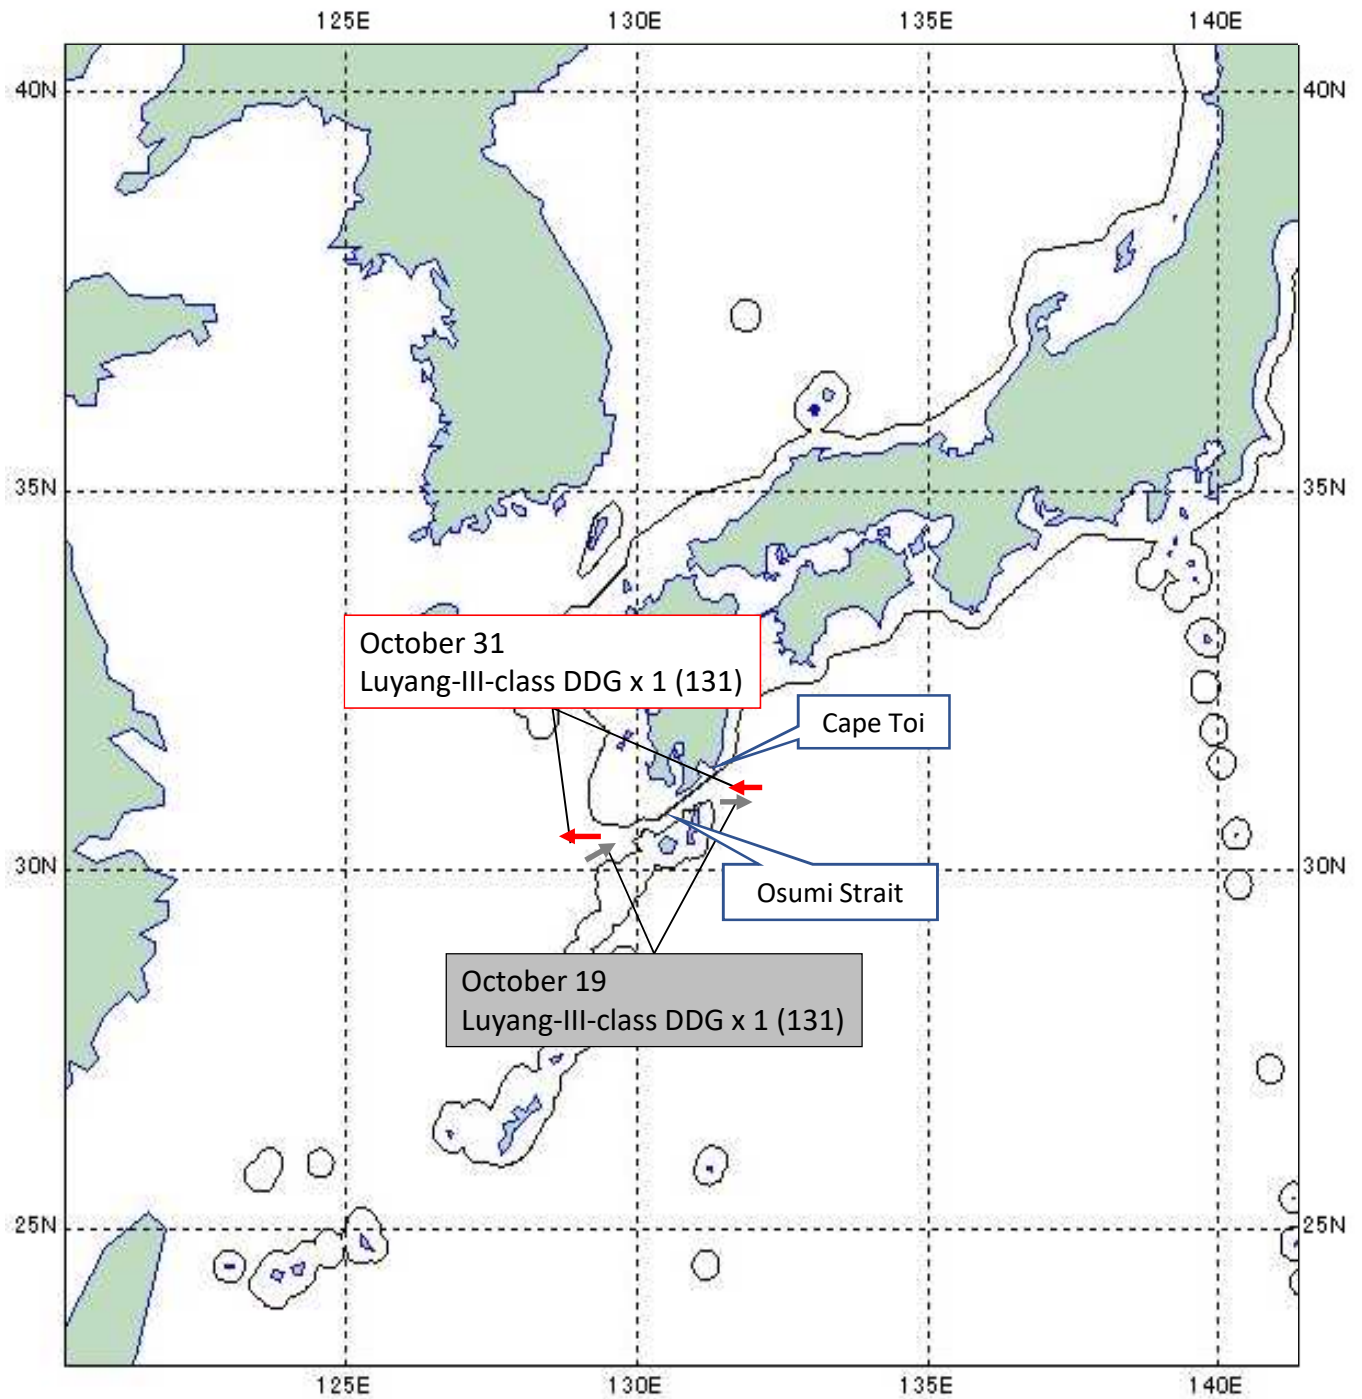 125E 130E 135E 140E
40N 40N
35N 35N
October 31
Luyang-III-class DDG x 1 (131)
Cape Toi
30N 30N
Osumi Strait
October 19
Luyang-III-class DDG x 1 (131)
25N 25N
125E 130E 135E 140E